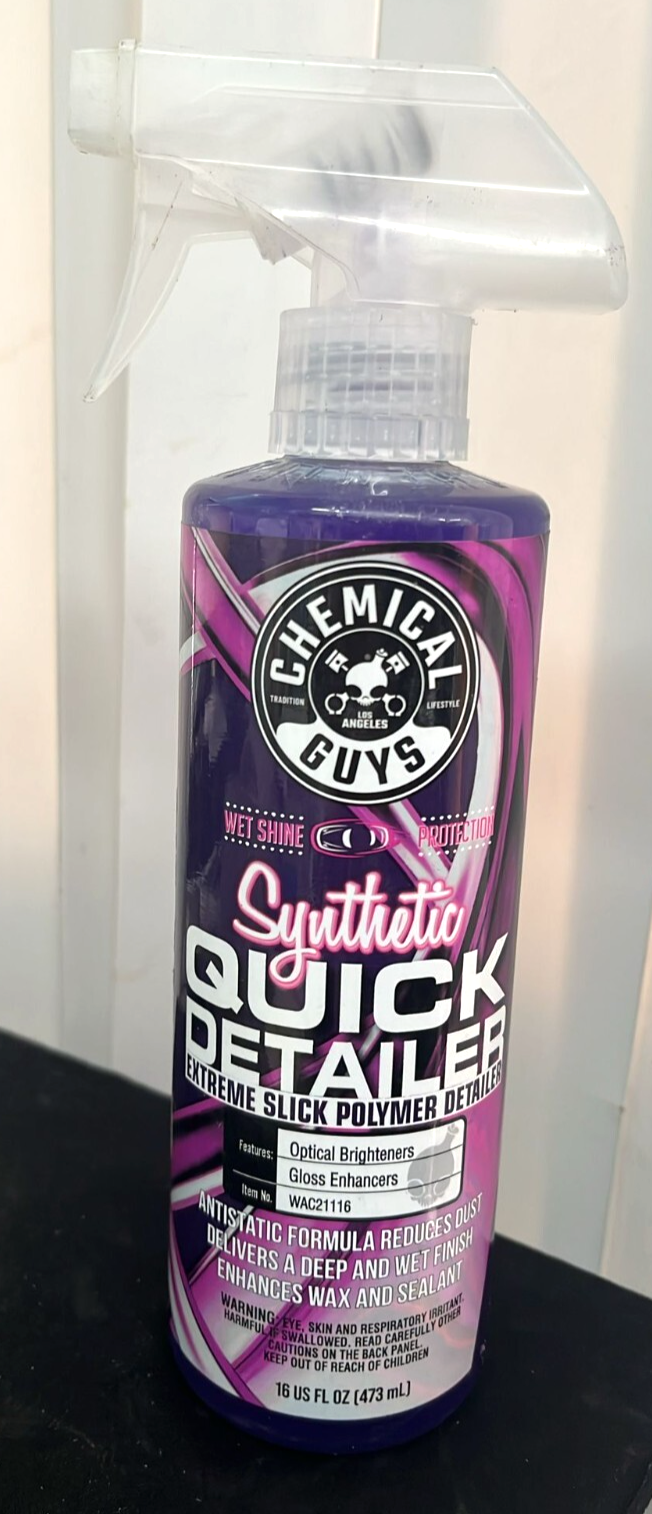 CHEMICAL
TRADITION
LIFESTYLE
LOS
ANGELES
GUYS
WET SHINE
PROTECTION
Synthetic
QUICK
DETAILER
EXTREME SLICK POLYMER DETAILER
Features: Optical Brighteners
Gloss Enhancers
Item No. WAC21116
ANTISTATIC FORMULA REDUCES DUST
DELIVERS A DEEP AND WET FINISH
ENHANCES WAX AND SEALANT
WARNING: EYE, SKIN AND RESPIRATORY IRRITANT.
HARMFUL IF SWALLOWED. READ CAREFULLY OTHER
CAUTIONS ON THE BACK PANEL.
KEEP OUT OF REACH OF CHILDREN
16 US FL OZ (473 mL)